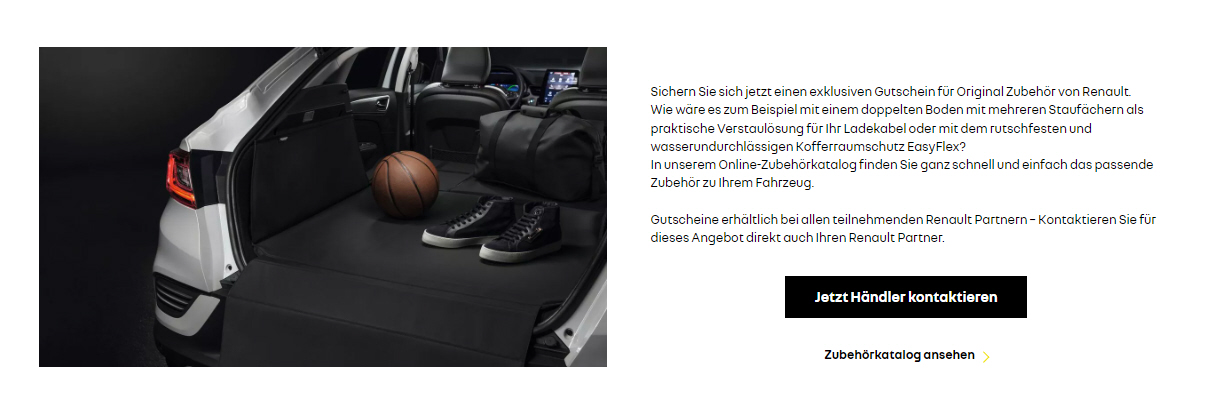 Sichern Sie sich jetzt einen exklusiven Gutschein für Original Zubehör von Renault.
Wie wäre es zum Beispiel mit einem doppelten Boden mit mehreren Staufächern als
praktische Verstaulösung für Ihr Ladekabel oder mit dem rutschfesten und
wasserundurchlässigen Kofferraumschutz EasyFlex?
In unserem Online-Zubehörkatalog finden Sie ganz schnell und einfach das passende
Zubehör zu Ihrem Fahrzeug.
Gutscheine erhältlich bei allen teilnehmenden Renault Partnern – Kontaktieren Sie für
dieses Angebot direkt auch Ihren Renault Partner.
Jetzt Händler kontaktieren
Zubehörkatalog ansehen